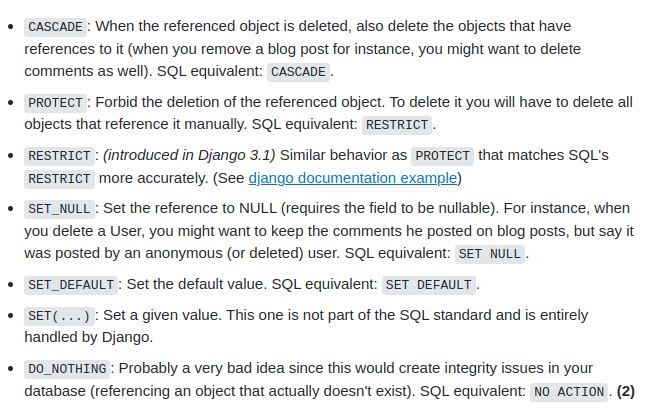 CASCADE: When the referenced object is deleted, also delete the objects that have
references to it (when you remove a blog post for instance, you might want to delete
comments as well). SQL equivalent: CASCADE.
PROTECT: Forbid the deletion of the referenced object. To delete it you will have to delete all
objects that reference it manually. SQL equivalent: RESTRICT.
RESTRICT: (introduced in Django 3.1) Similar behavior as PROTECT that matches SQL's
RESTRICT more accurately. (See django documentation example)
SET_NULL: Set the reference to NULL (requires the field to be nullable). For instance, when
you delete a User, you might want to keep the comments he posted on blog posts, but say it
was posted by an anonymous (or deleted) user. SQL equivalent: SET NULL.
SET_DEFAULT: Set the default value. SQL equivalent: SET DEFAULT.
SET(...): Set a given value. This one is not part of the SQL standard and is entirely
handled by Django.
DO_NOTHING: Probably a very bad idea since this would create integrity issues in your
database (referencing an object that actually doesn't exist). SQL equivalent: NO ACTION. (2)